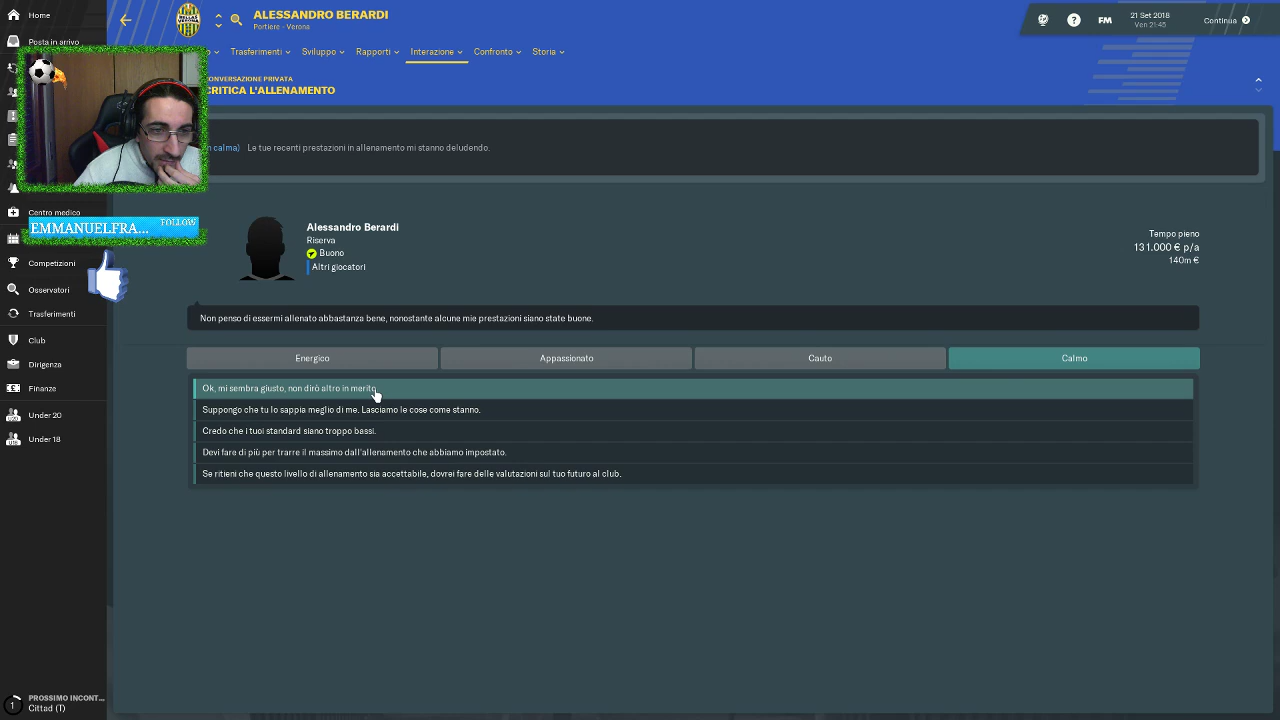 Home
Posta in arrivo
Centro medico
Competizioni
Osservatori
Trasferimenti
Club
Dirigenza
Finanze
Under 20
Under 18
1
PROSSIMO INCONT...
Cittad (T)
EMMANUELFRA...
FOLLOW
HELLAS
VERONA
ALESSANDRO BERARDI
Portiere - Verona
FM
21 Set 2018
Ven 21:45
Continua
Trasferimenti
Sviluppo
Rapporti
Interazione
Confronto
Storia
ONVERSAZIONE PRIVATA
CRITICA L'ALLENAMENTO
calma) Le tue recenti prestazioni in allenamento mi stanno deludendo.
Alessandro Berardi
Riserva
Buono
Altri giocatori
Tempo pieno
131.000 € p/a
140m €
Non penso di essermi allenato abbastanza bene, nonostante alcune mie prestazioni siano state buone.
Energico
Appassionato
Cauto
Calmo
Ok, mi sembra giusto, non dirò altro in merito.
Suppongo che tu lo sappia meglio di me. Lasciamo le cose come stanno.
Credo che i tuoi standard siano troppo bassi.
Devi fare di più per trarre il massimo dall'allenamento che abbiamo impostato.
Se ritieni che questo livello di allenamento sia accettabile, dovrei fare delle valutazioni sul tuo futuro al club.